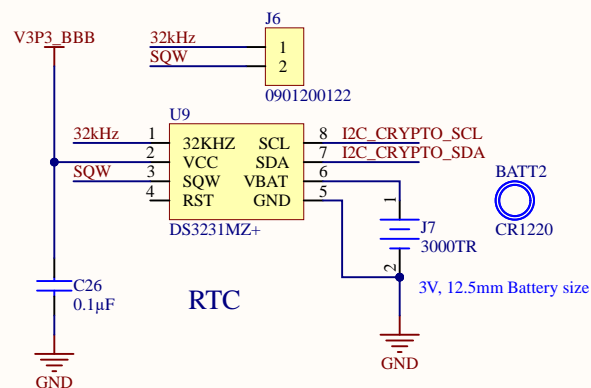 J6
V3P3_BBB
32kHz 1
SQW 2
0901200122
U9
32kHz 1 32KHZ SCL 8 I2C_CRYPTO_SCL
2 VCC SDA 7 I2C_CRYPTO_SDA
SQW 3 SQW VBAT 6
4 RST GND 5
DS3231MZ+
BATT2
CR1220
1
J7
3000TR
2
3V, 12.5mm Battery size
C26
0.1µF
RTC
GND
GND